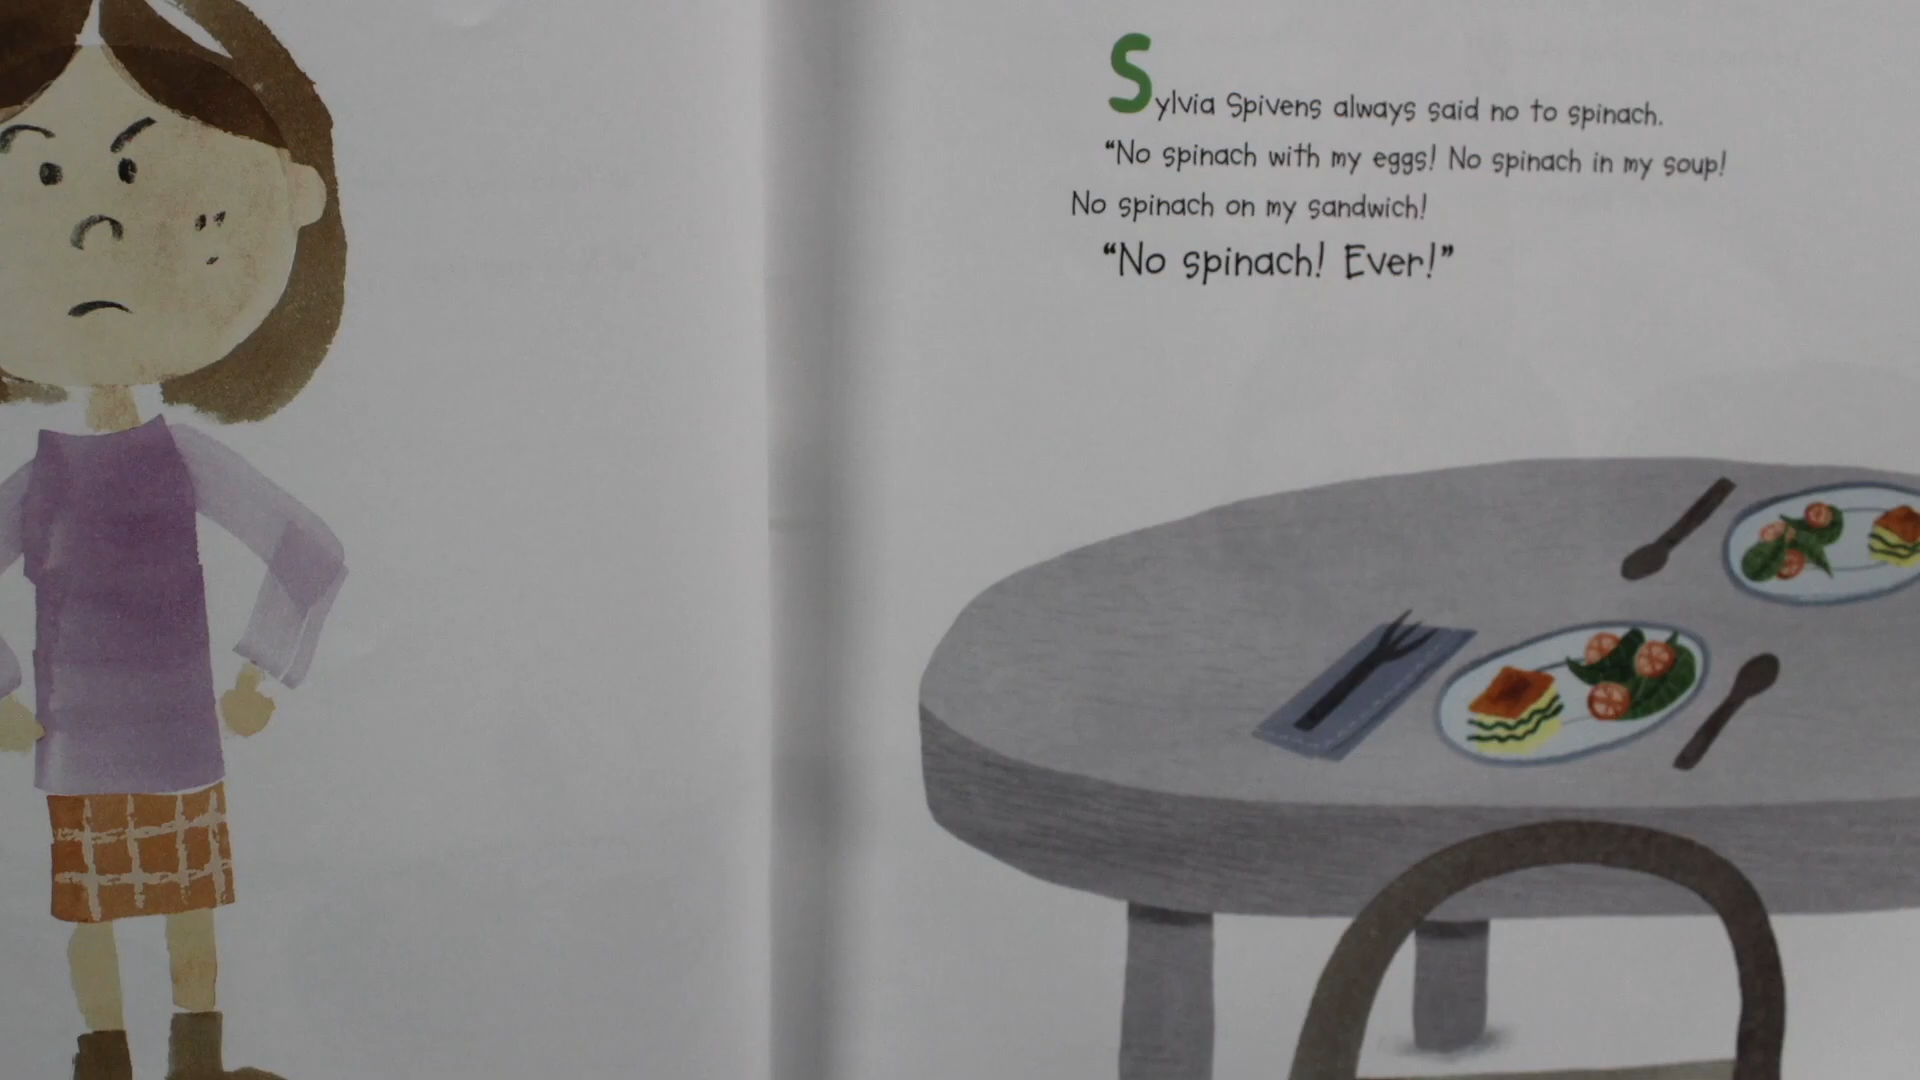 Sylvia Spivens always said no to spinach.
“No spinach with my eggs! No spinach in my soup!
No spinach on my sandwich!
“No spinach! Ever!”